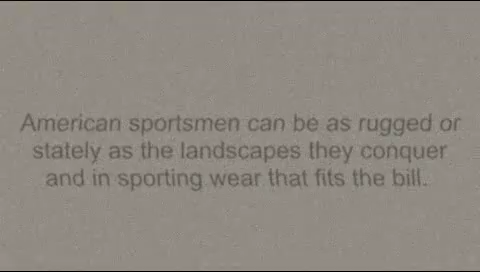 American sportsmen can be as rugged or
stately as the landscapes they conquer
and in sporting wear that fits the bill.